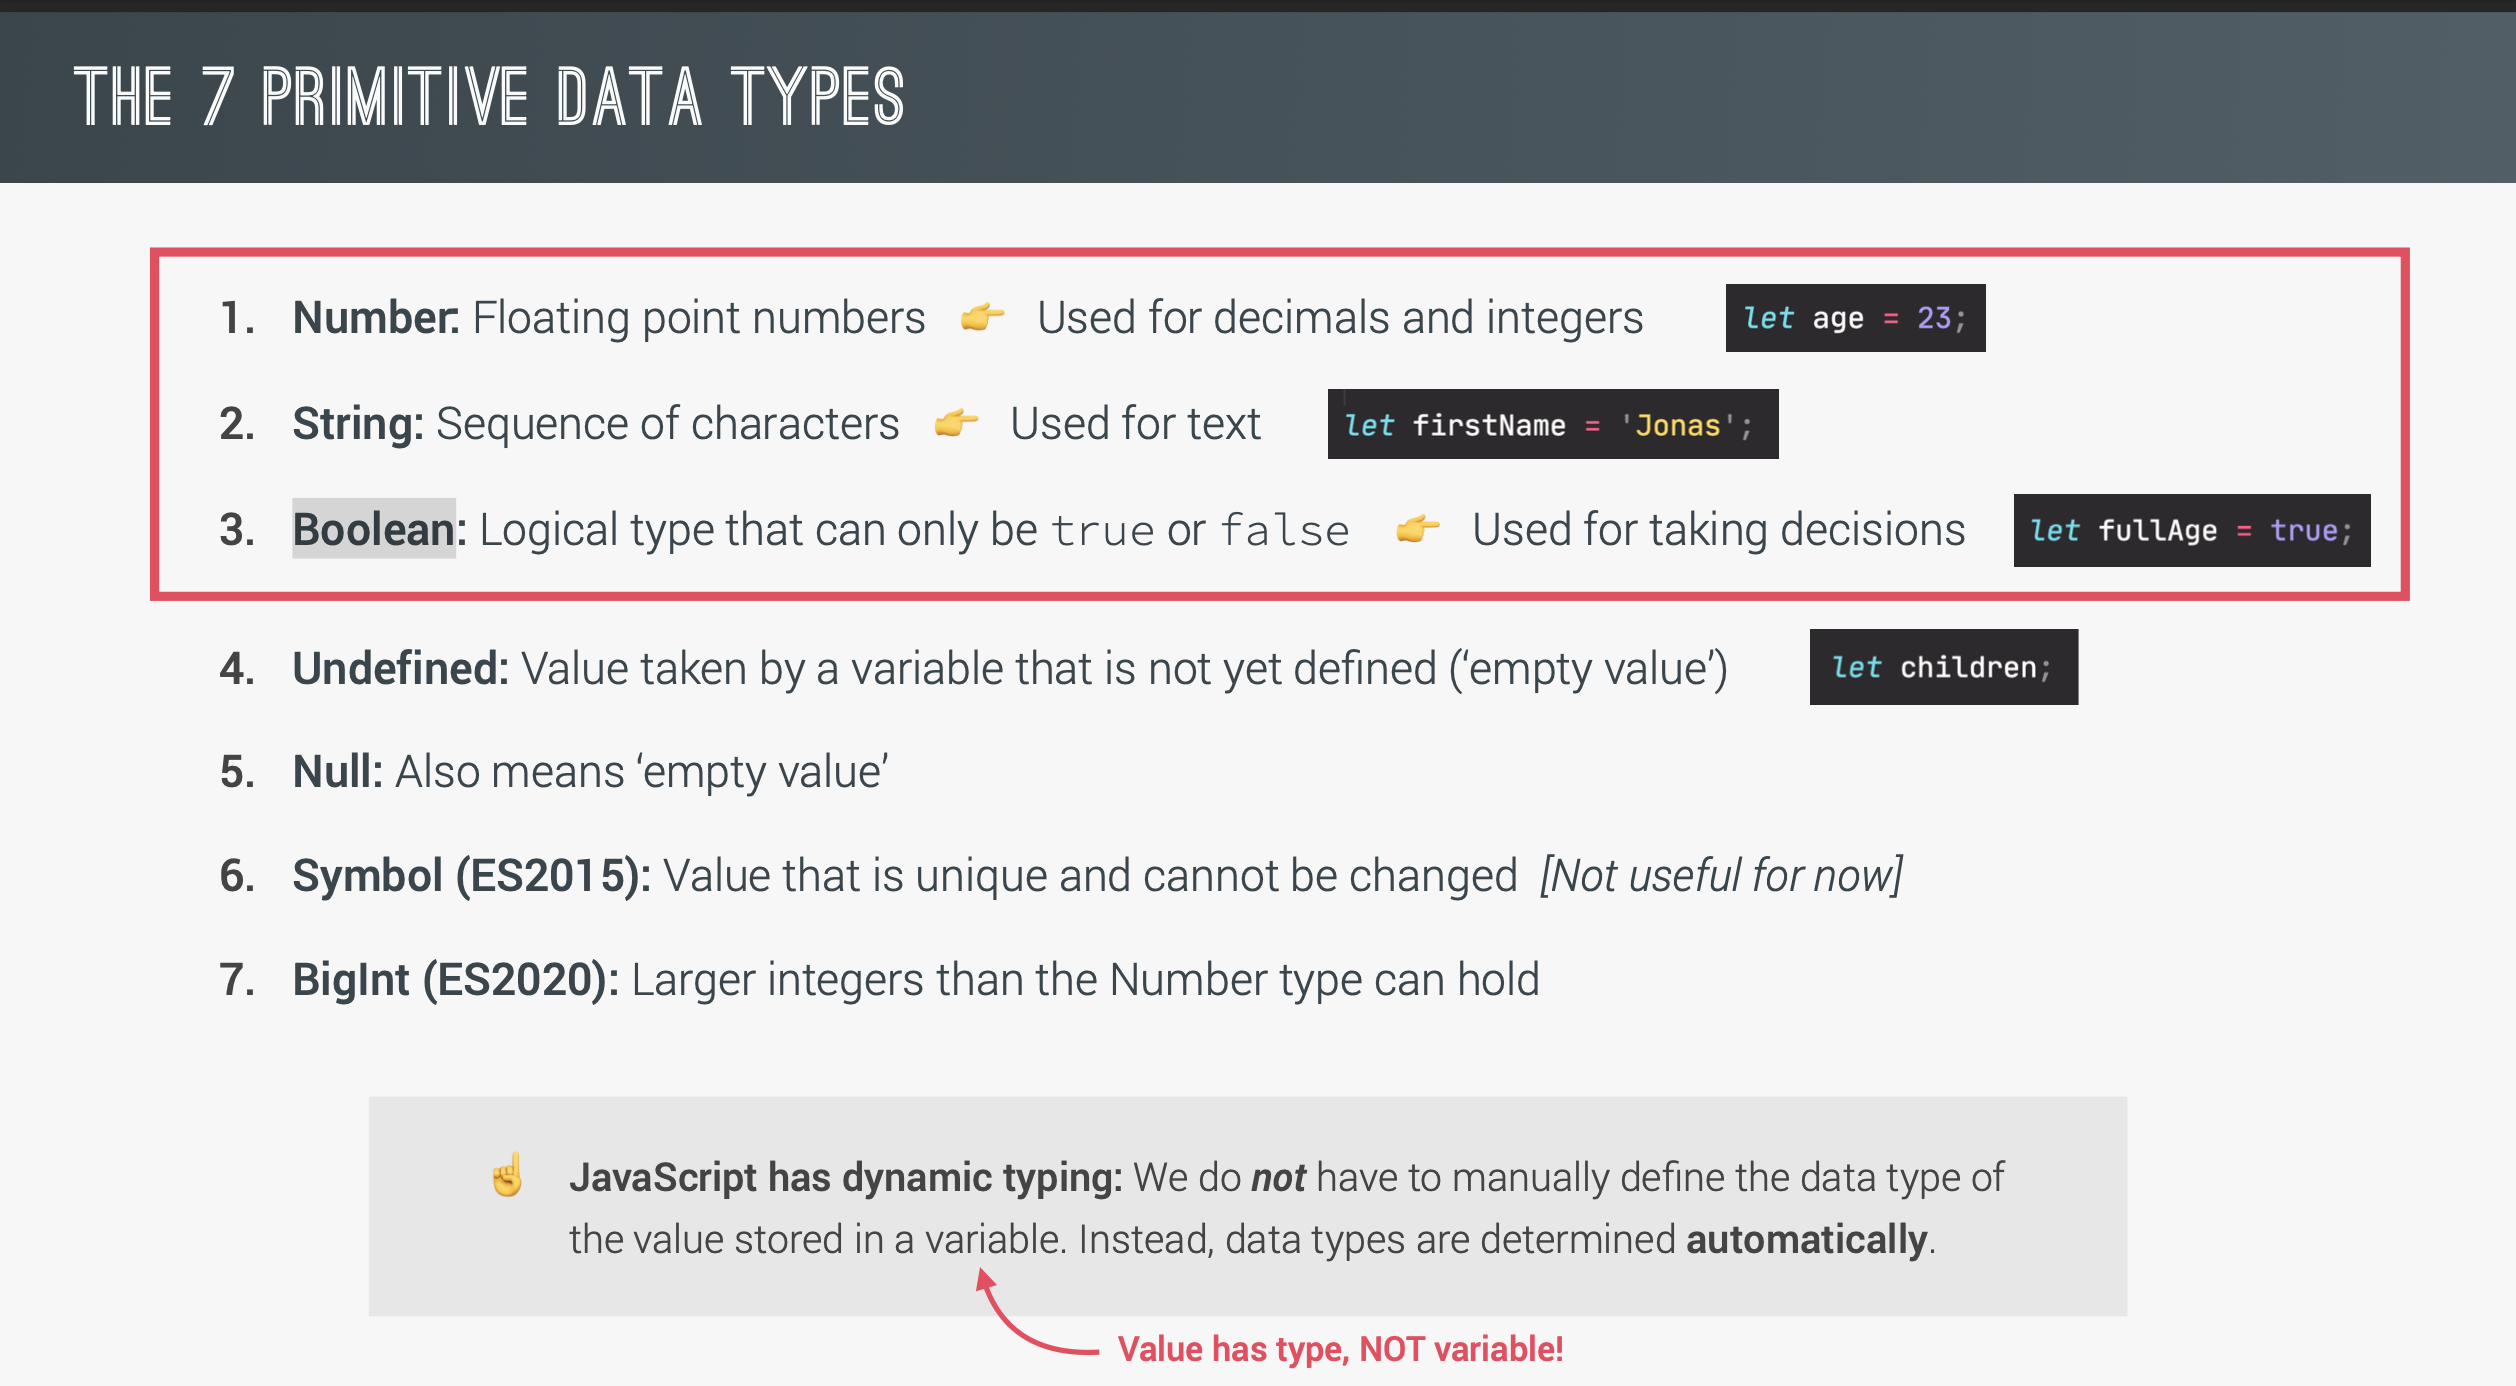 THE 7 PRIMITIVE DATA TYPES
1. Number: Floating point numbers 👉 Used for decimals and integers let age = 23;
2. String: Sequence of characters 👉 Used for text let firstName = 'Jonas';
3. Boolean: Logical type that can only be true or false 👉 Used for taking decisions let fullAge = true;
4. Undefined: Value taken by a variable that is not yet defined (‘empty value’) let children;
5. Null: Also means ‘empty value’
6. Symbol (ES2015): Value that is unique and cannot be changed [Not useful for now]
7. BigInt (ES2020): Larger integers than the Number type can hold
☝️ JavaScript has dynamic typing: We do not have to manually define the data type of
the value stored in a variable. Instead, data types are determined automatically.
Value has type, NOT variable!